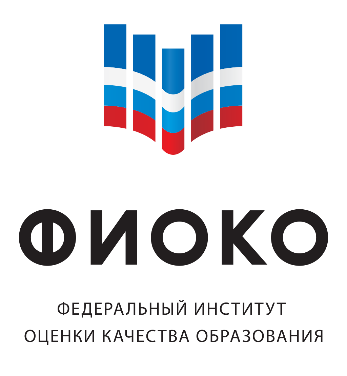 ФИОКО
ФЕДЕРАЛЬНЫЙ ИНСТИТУТ
ОЦЕНКИ КАЧЕСТВА ОБРАЗОВАНИЯ